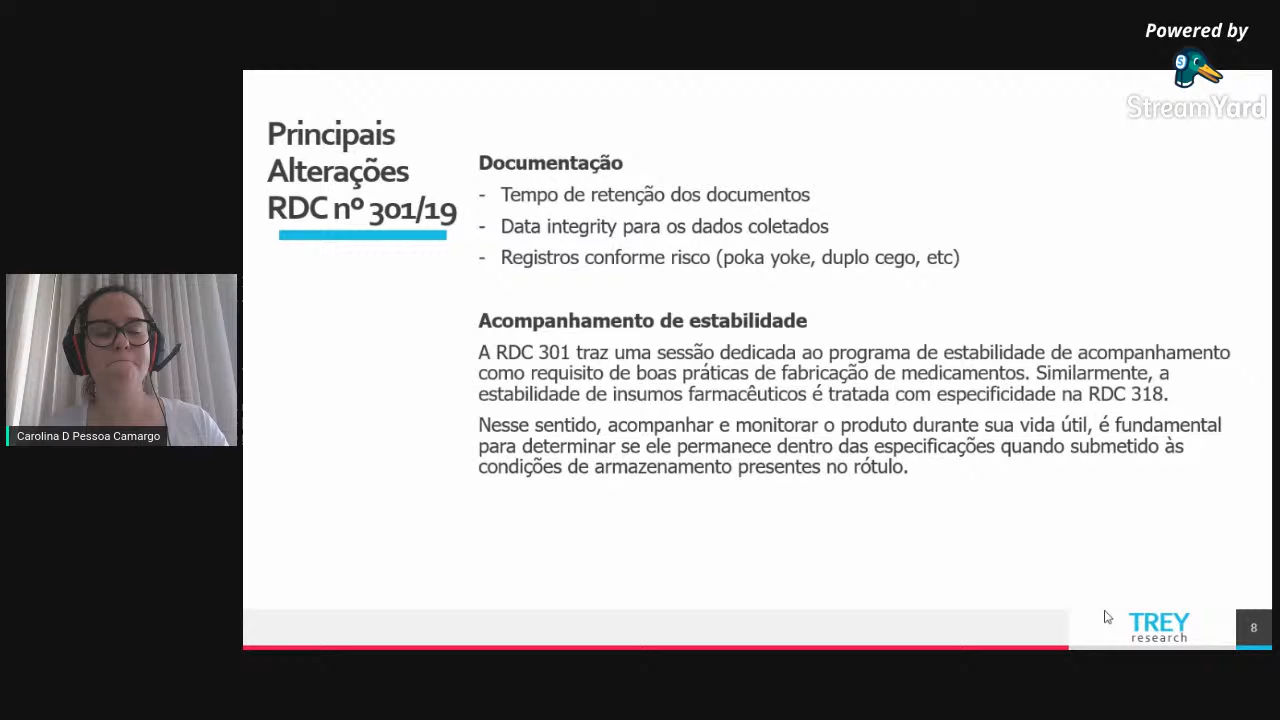 Powered by
StreamYard
Principais
Alterações
RDC nº 301/19
Documentação
- Tempo de retenção dos documentos
- Data integrity para os dados coletados
- Registros conforme risco (poka yoke, duplo cego, etc)
Acompanhamento de estabilidade
A RDC 301 traz uma sessão dedicada ao programa de estabilidade de acompanhamento
como requisito de boas práticas de fabricação de medicamentos. Similarmente, a
estabilidade de insumos farmacêuticos é tratada com especificidade na RDC 318.
Nesse sentido, acompanhar e monitorar o produto durante sua vida útil, é fundamental
para determinar se ele permanece dentro das especificações quando submetido às
condições de armazenamento presentes no rótulo.
Carolina D Pessoa Camargo
TREY
research
8